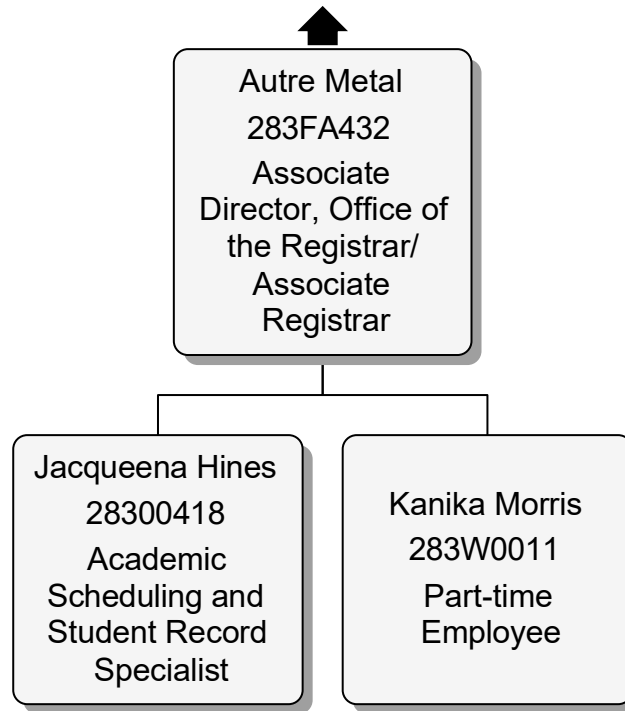 Autre Metal
283FA432
Associate
Director, Office of
the Registrar/
Associate
Registrar
Jacqueena Hines
28300418
Academic
Scheduling and
Student Record
Specialist
Kanika Morris
283W0011
Part-time
Employee